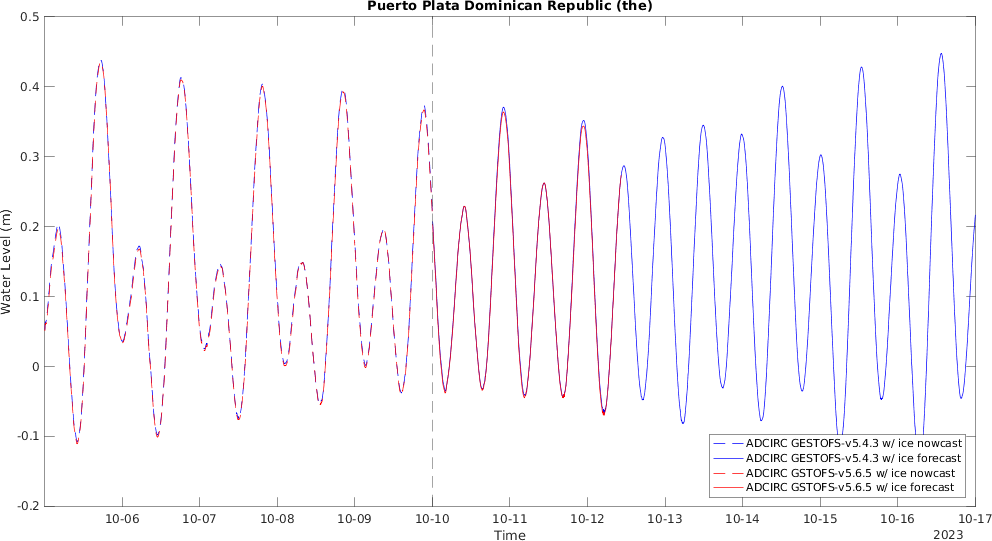 Puerto Plata Dominican Republic (the)
0.5
0.4
0.3
0.2
0.1
0
-0.1
-0.2
Water Level (m)
10-06 10-07 10-08 10-09 10-10 10-11 10-12 10-13 10-14 10-15 10-16 10-17
Time
2023
ADCIRC GESTOFS-v5.4.3 w/ ice nowcast
ADCIRC GESTOFS-v5.4.3 w/ ice forecast
ADCIRC GSTOFS-v5.6.5 w/ ice nowcast
ADCIRC GSTOFS-v5.6.5 w/ ice forecast